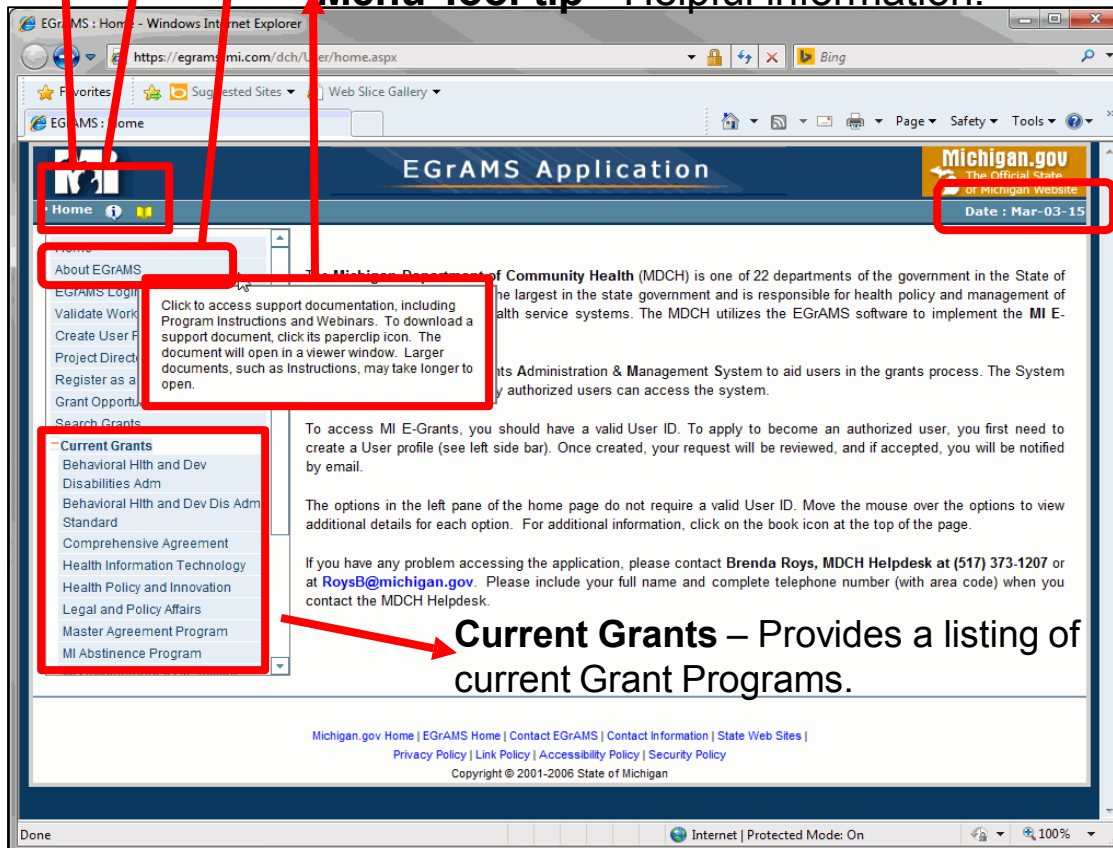 Menu Tool tip – Helpful information.
EGrAMS : Home - Windows Internet Explorer
https://egrams-mi.com/dch/User/home.aspx
Bing
Favorites
Suggested Sites
Web Slice Gallery
EGrAMS : Home
Page
Safety
Tools
EGrAMS Application
Michigan.gov
The Official State
of Michigan Website
Home
Date : Mar-03-15
Home
About EGrAMS
EGrAMS Login
Validate Work
Create User P
Project Directo
Register as a
Grant Opportu
Search Grants
Click to access support documentation, including
Program Instructions and Webinars. To download a
support document, click its paperclip icon. The
document will open in a viewer window. Larger
documents, such as Instructions, may take longer to
open.
Current Grants
Behavioral Hlth and Dev
Disabilities Adm
Behavioral Hlth and Dev Dis Adm
Standard
Comprehensive Agreement
Health Information Technology
Health Policy and Innovation
Legal and Policy Affairs
Master Agreement Program
MI Abstinence Program
The Michigan Department of Community Health (MDCH) is one of 22 departments of the government in the State of
he largest in the state government and is responsible for health policy and management of
alth service systems. The MDCH utilizes the EGrAMS software to implement the MI E-
nts Administration & Management System to aid users in the grants process. The System
y authorized users can access the system.
To access MI E-Grants, you should have a valid User ID. To apply to become an authorized user, you first need to
create a User profile (see left side bar). Once created, your request will be reviewed, and if accepted, you will be notified
by email.
The options in the left pane of the home page do not require a valid User ID. Move the mouse over the options to view
additional details for each option. For additional information, click on the book icon at the top of the page.
If you have any problem accessing the application, please contact Brenda Roys, MDCH Helpdesk at (517) 373-1207 or
at RoysB@michigan.gov. Please include your full name and complete telephone number (with area code) when you
contact the MDCH Helpdesk.
Current Grants – Provides a listing of
current Grant Programs.
Michigan.gov Home | EGrAMS Home | Contact EGrAMS | Contact Information | State Web Sites |
Privacy Policy | Link Policy | Accessibility Policy | Security Policy
Copyright © 2001-2006 State of Michigan
Done
Internet | Protected Mode: On
100%